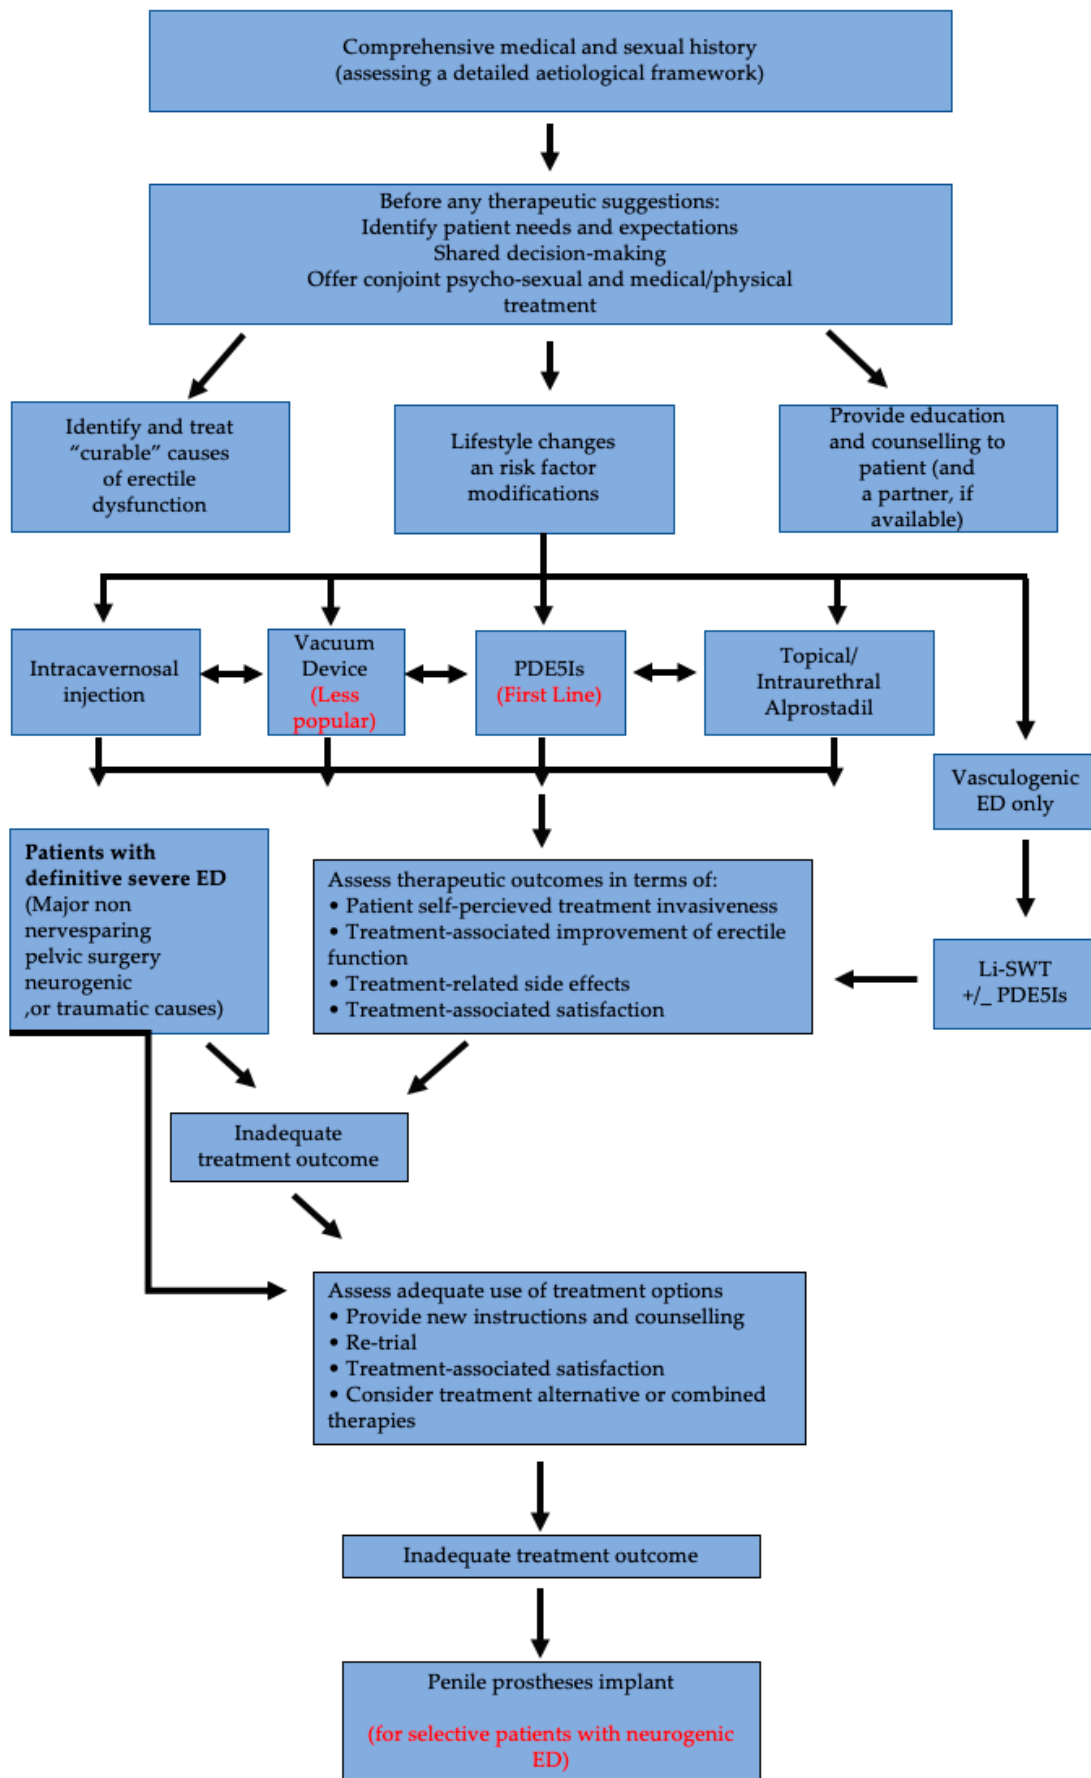 Comprehensive medical and sexual history
(assessing a detailed aetiological framework)
Before any therapeutic suggestions:
Identify patient needs and expectations
Shared decision-making
Offer conjoint psycho-sexual and medical/physical
treatment
Identify and treat
“curable” causes
of erectile
dysfunction
Lifestyle changes
an risk factor
modifications
Provide education
and counselling to
patient (and
a partner, if
available)
Intracavernosal
injection
Vacuum
Device
(Less
popular)
PDE5Is
(First Line)
Topical/
Intraurethral
Alprostadil
Vasculogenic
ED only
Patients with
definitive severe ED
(Major non
nervesparing
pelvic surgery
neurogenic
,or traumatic causes)
Assess therapeutic outcomes in terms of:
• Patient self-percieved treatment invasiveness
• Treatment-associated improvement of erectile
function
• Treatment-related side effects
• Treatment-associated satisfaction
Li-SWT
+/_ PDE5Is
Inadequate
treatment outcome
Assess adequate use of treatment options
• Provide new instructions and counselling
• Re-trial
• Treatment-associated satisfaction
• Consider treatment alternative or combined
therapies
Inadequate treatment outcome
Penile prostheses implant
(for selective patients with neurogenic
ED)